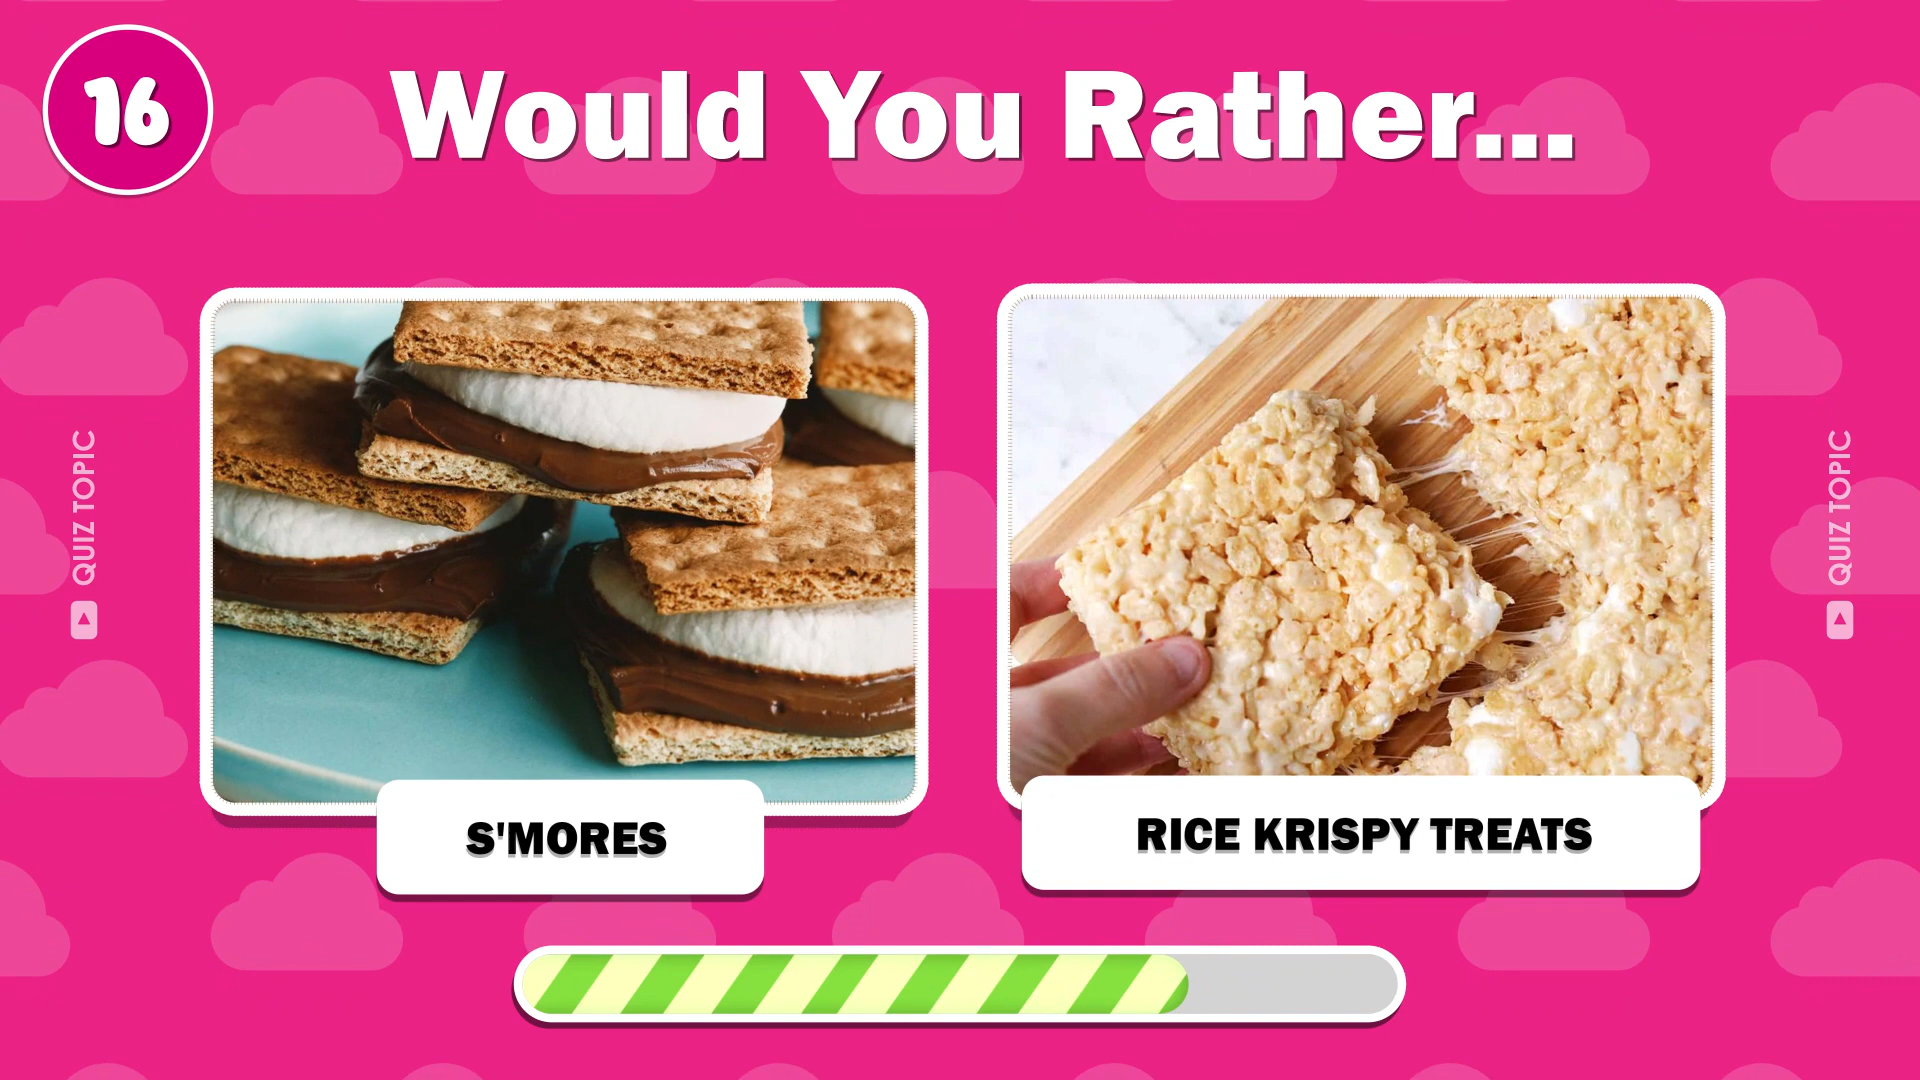 16
Would You Rather...
QUIZ TOPIC
QUIZ TOPIC
S'MORES
RICE KRISPY TREATS